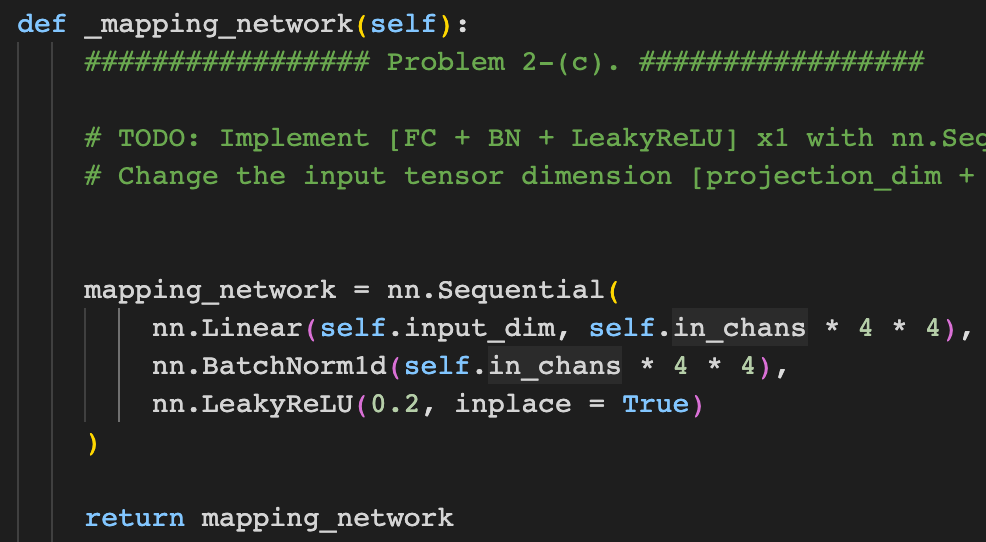 def _mapping_network(self):
################# Problem 2-(c). #################
# TODO: Implement [FC + BN + LeakyReLU] x1 with nn.Seq
# Change the input tensor dimension [projection_dim +
mapping_network = nn.Sequential(
nn.Linear(self.input_dim, self.in_chans * 4 * 4),
nn.BatchNorm1d(self.in_chans * 4 * 4),
nn.LeakyReLU(0.2, inplace = True)
)
return mapping_network